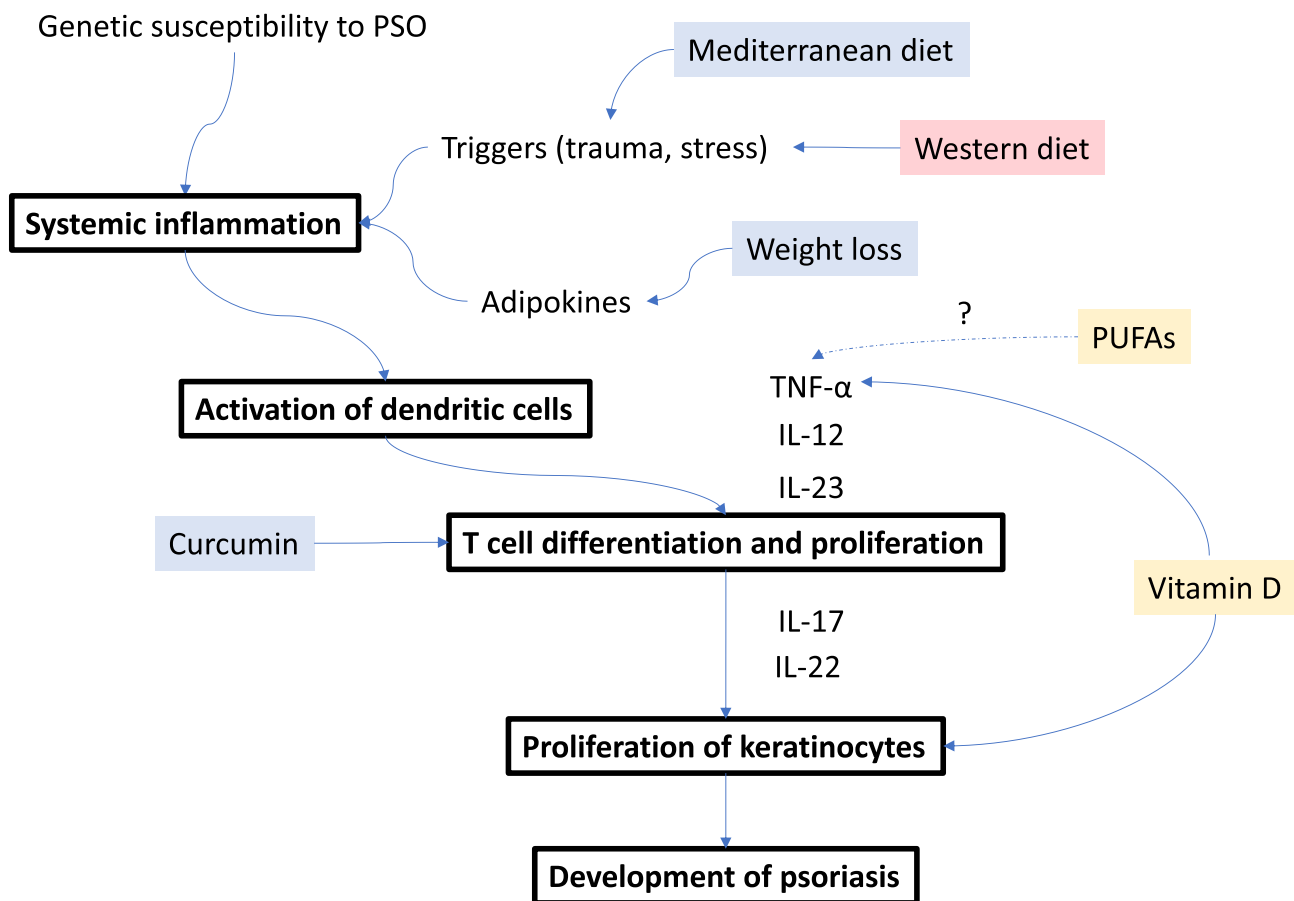 Genetic susceptibility to PSO
Mediterranean diet
Triggers (trauma, stress)
Western diet
Systemic inflammation
Weight loss
Adipokines
?
PUFAs
TNF-α
Activation of dendritic cells
IL-12
IL-23
Curcumin
T cell differentiation and proliferation
Vitamin D
IL-17
IL-22
Proliferation of keratinocytes
Development of psoriasis